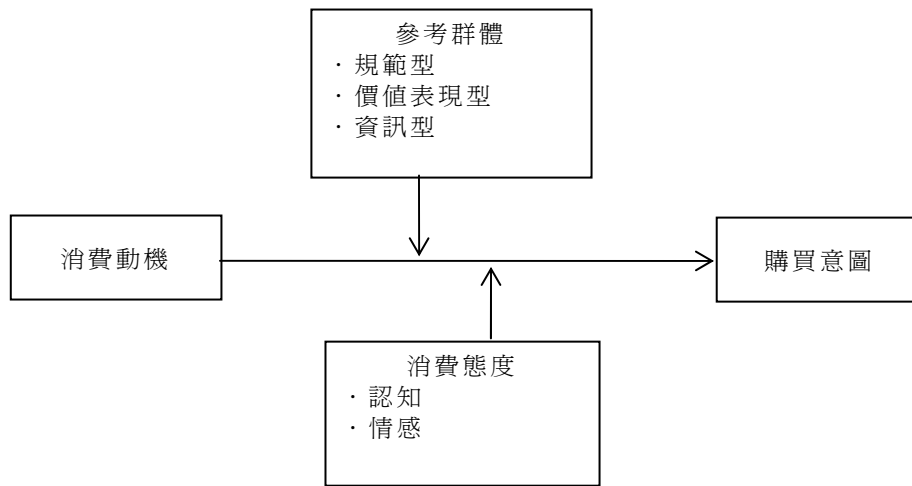 參考群體
．規範型
．價值表現型
．資訊型
消費動機
購買意圖
消費態度
．認知
．情感